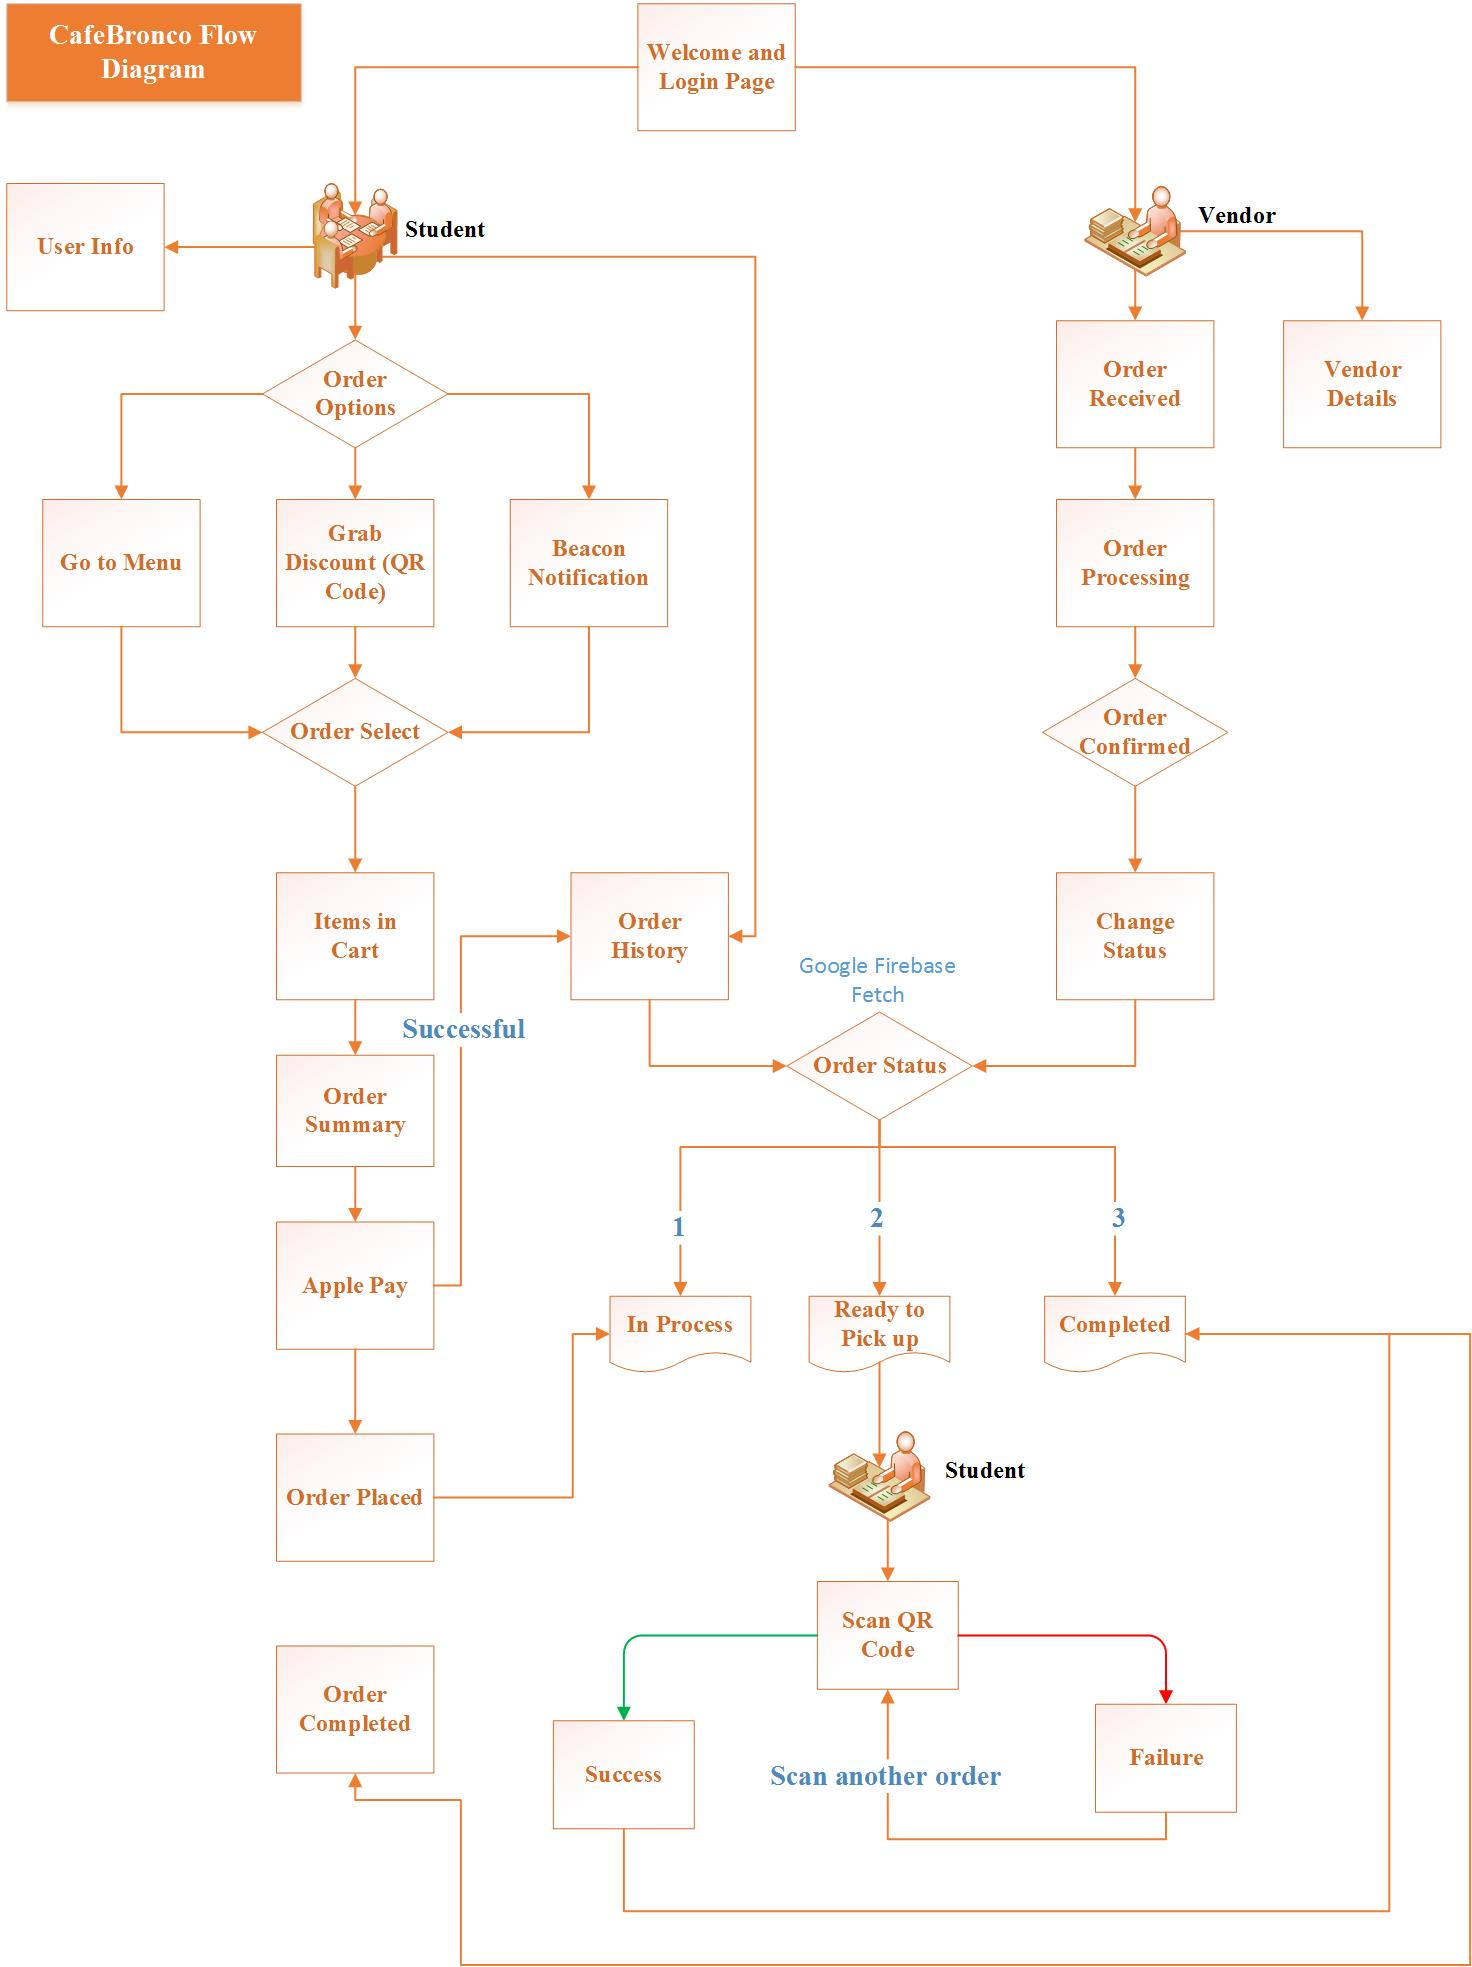 CafeBronco Flow
Diagram
Welcome and
Login Page
User Info
Student
Vendor
Order
Options
Order
Received
Vendor
Details
Go to Menu
Grab
Discount (QR
Code)
Beacon
Notification
Order
Processing
Order Select
Order
Confirmed
Items in
Cart
Order
History
Change
Status
Google Firebase
Fetch
Successful
Order Status
Order
Summary
1
2
3
Apple Pay
In Process
Ready to
Pick up
Completed
Student
Order Placed
Scan QR
Code
Order
Completed
Success
Scan another order
Failure